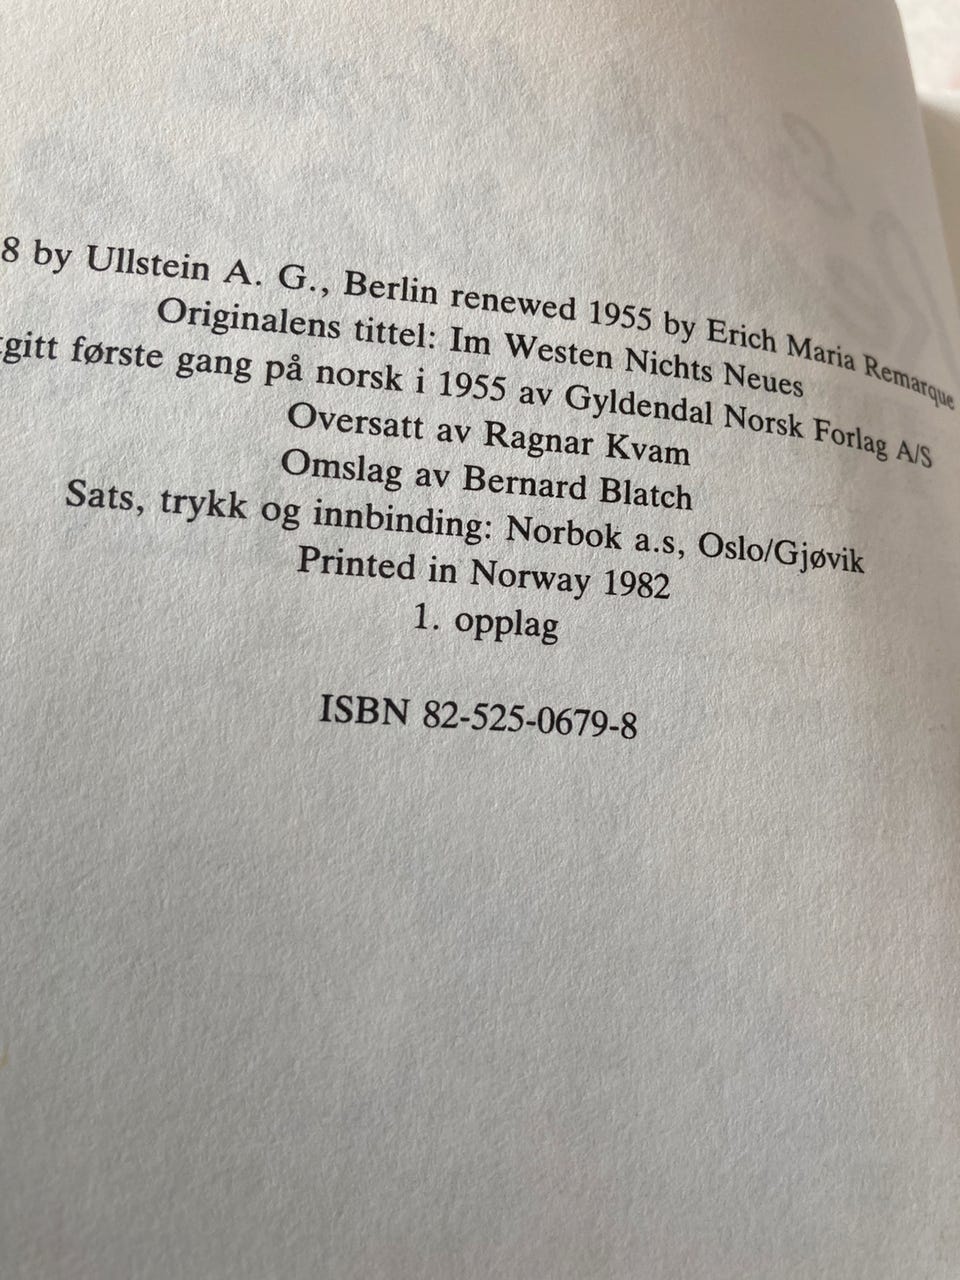 8 by Ullstein A. G., Berlin renewed 1955 by Erich Maria Remarque
Originalens tittel: Im Westen Nichts Neues
gitt første gang på norsk i 1955 av Gyldendal Norsk Forlag A/S
Oversatt av Ragnar Kvam
Omslag av Bernard Blatch
Sats, trykk og innbinding: Norbok a.s, Oslo/Gjøvik
Printed in Norway 1982
1. opplag
ISBN 82-525-0679-8